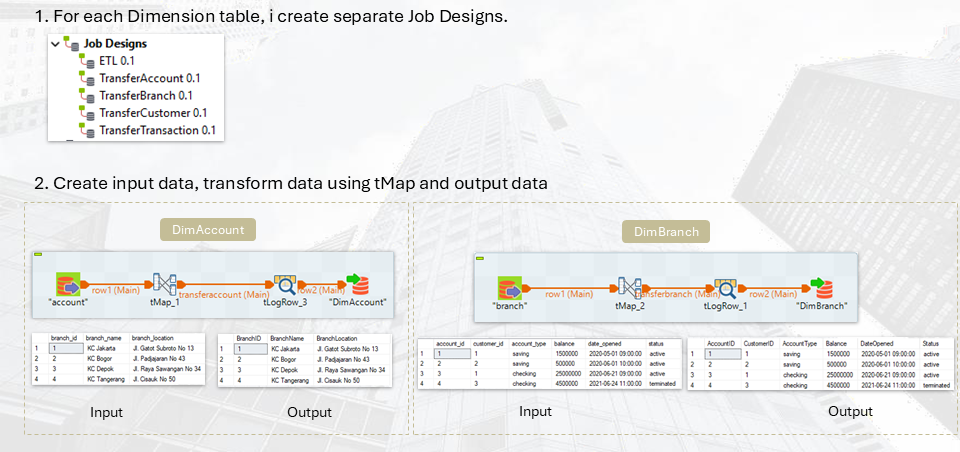 1. For each Dimension table, i create separate Job Designs.
Job Designs
ETL 0.1
TransferAccount 0.1
TransferBranch 0.1
TransferCustomer 0.1
TransferTransaction 0.1
2. Create input data, transform data using tMap and output data
DimAccount
row1 (Main) transferaccount (Main) row2 (Main)
"account" tMap_1 tLogRow_3 "DimAccount"
branch_id branch_name branch_location
1 1 KC Jakarta Jl. Gatot Subroto No 13
2 2 KC Bogor Jl. Padjajaran No 43
3 3 KC Depok Jl. Raya Sawangan No 34
4 4 KC Tangerang Jl. Cisauk No 50
Input
BranchID BranchName BranchLocation
1 1 KC Jakarta Jl. Gatot Subroto No 13
2 2 KC Bogor Jl. Padjajaran No 43
3 3 KC Depok Jl. Raya Sawangan No 34
4 4 KC Tangerang Jl. Cisauk No 50
Output
DimBranch
row1 (Main) transferbranch (Main) row2 (Main)
"branch" tMap_2 tLogRow_1 "DimBranch"
account_id customer_id account_type balance date_opened status
1 1 1 saving 1500000 2020-05-01 09:00:00 active
2 2 2 saving 500000 2020-06-01 10:00:00 active
3 3 1 checking 25000000 2020-06-21 09:00:00 active
4 4 3 checking 4500000 2021-06-24 11:00:00 terminated
Input
AccountID CustomerID AccountType Balance DateOpened Status
1 1 1 saving 1500000 2020-05-01 09:00:00 active
2 2 2 saving 500000 2020-06-01 10:00:00 active
3 3 1 checking 25000000 2020-06-21 09:00:00 active
4 4 3 checking 4500000 2021-06-24 11:00:00 terminated
Output